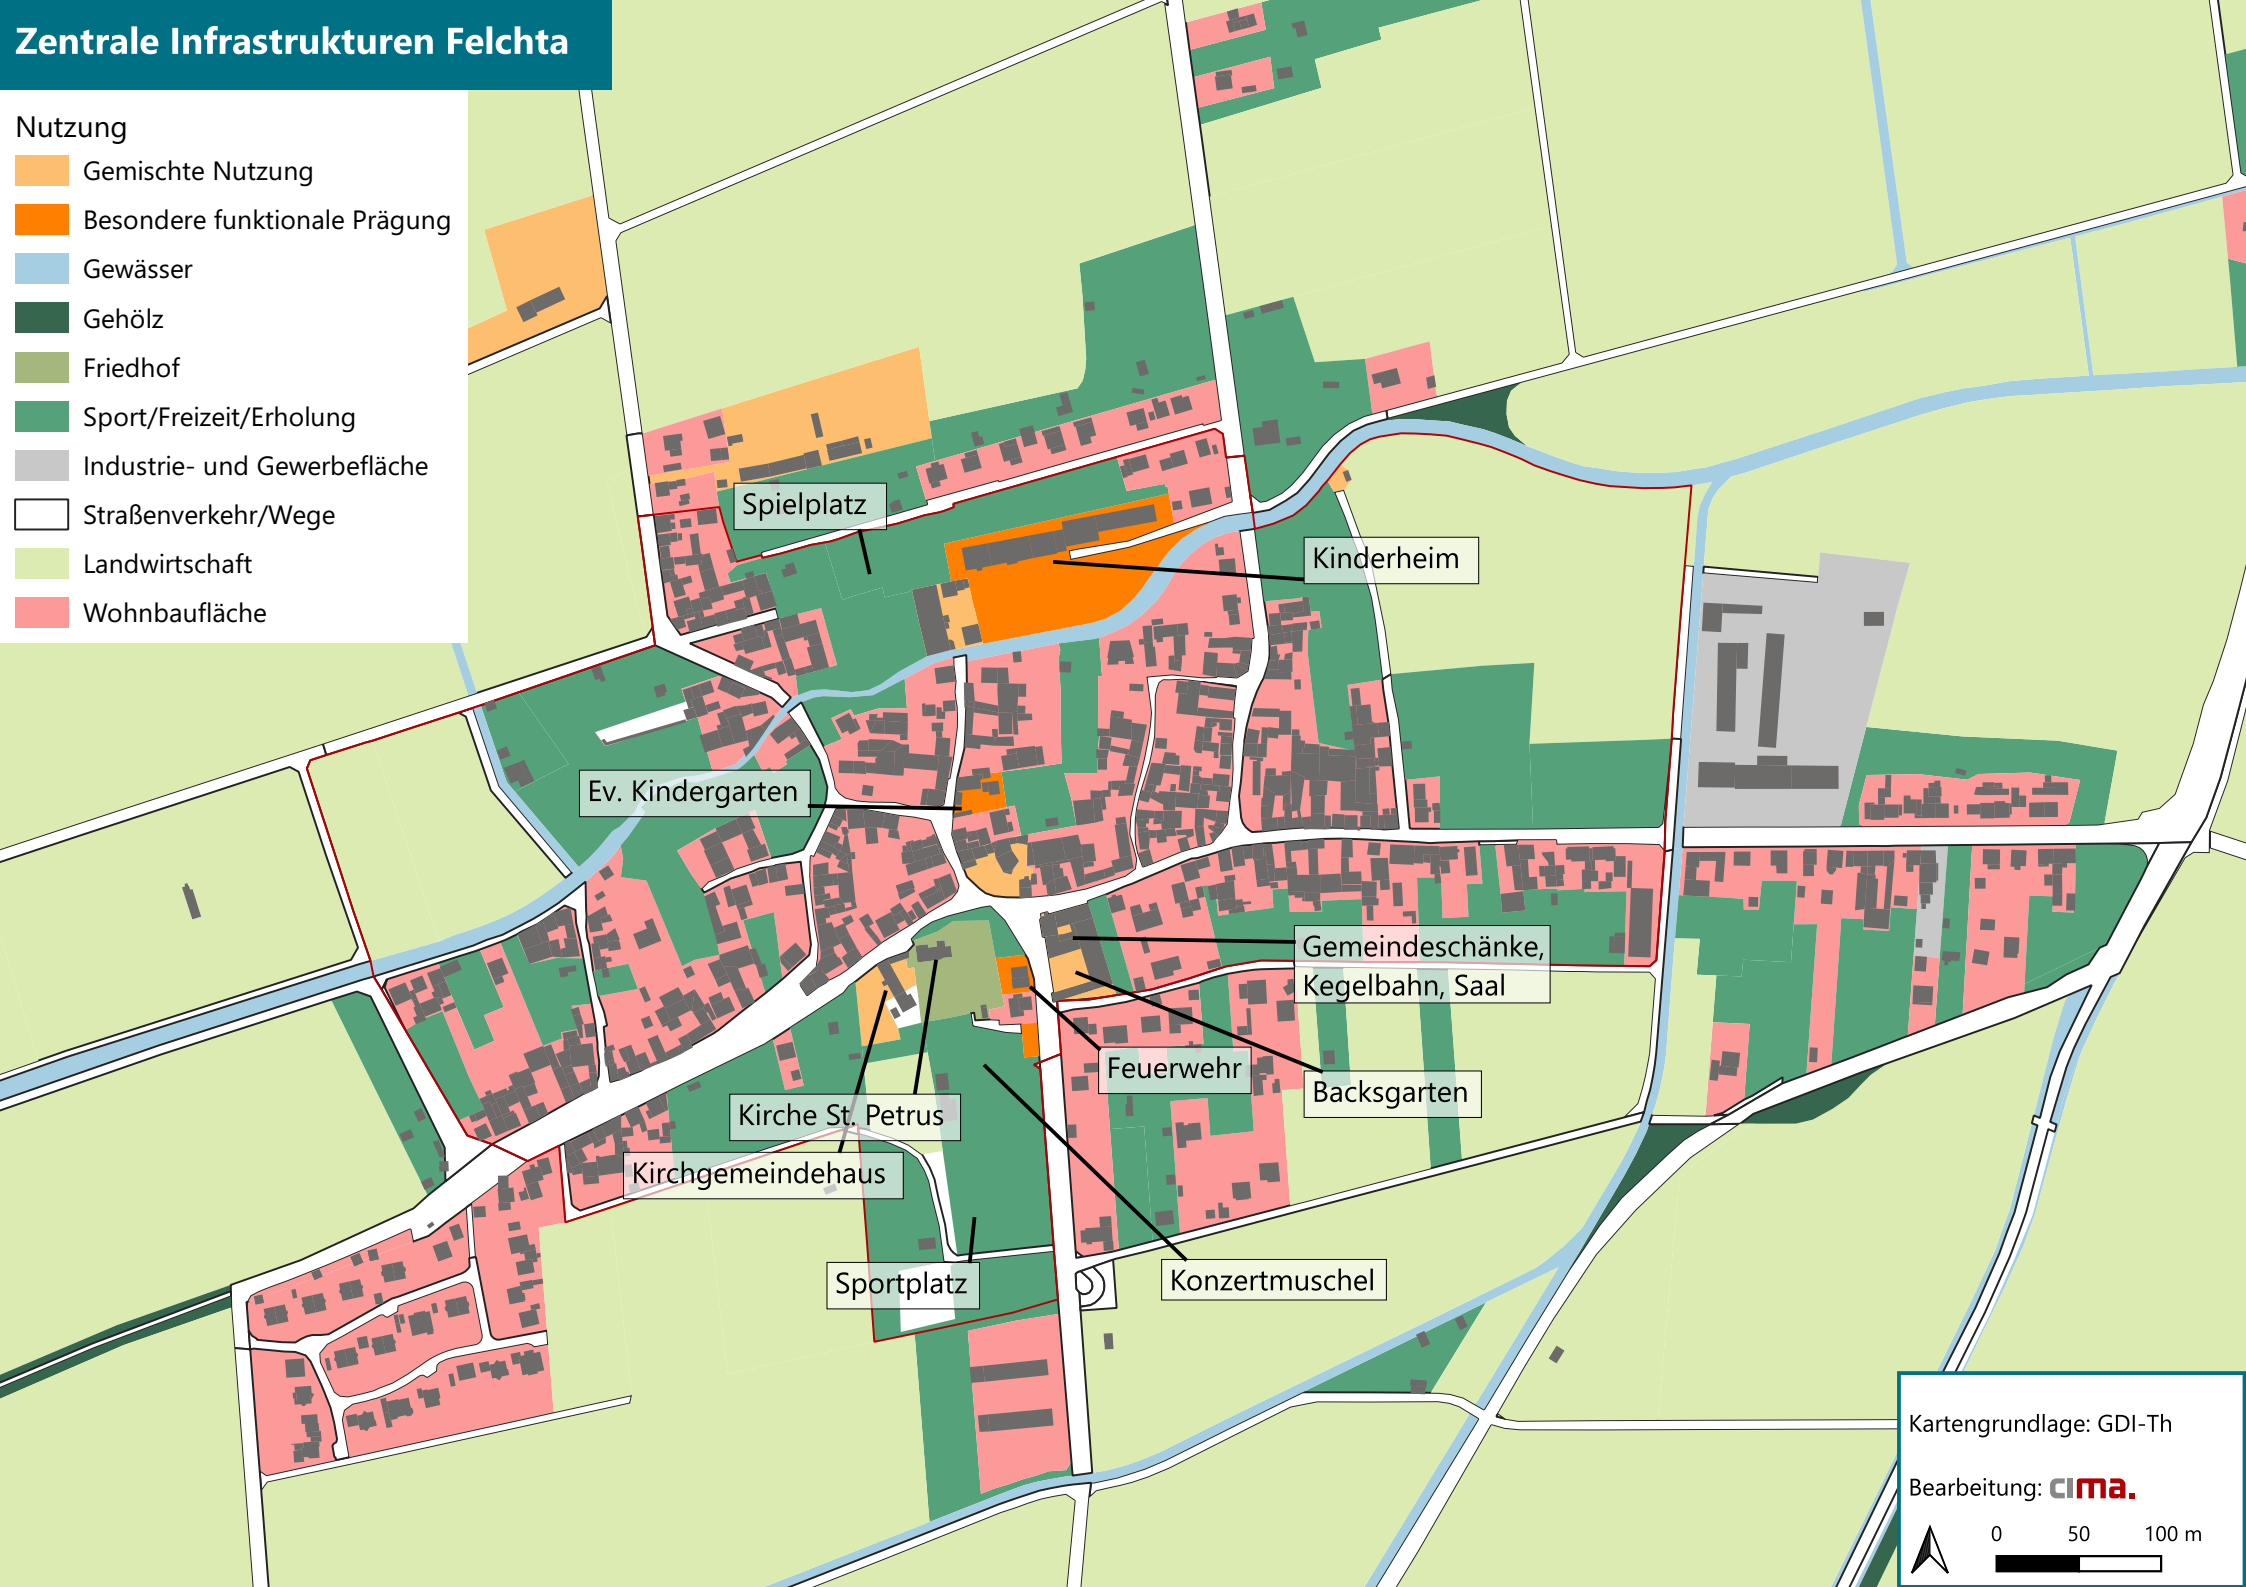 Zentrale Infrastrukturen Felchta
Nutzung
Gemischte Nutzung
Besondere funktionale Prägung
Gewässer
Gehölz
Friedhof
Sport/Freizeit/Erholung
Industrie- und Gewerbefläche
Straßenverkehr/Wege
Landwirtschaft
Wohnbaufläche
Spielplatz
Kinderheim
Ev. Kindergarten
Gemeindeschänke,
Kegelbahn, Saal
Feuerwehr
Backsgarten
Kirche St. Petrus
Kirchgemeindehaus
Sportplatz
Konzertmuschel
Kartengrundlage: GDI-Th
Bearbeitung: cima.
0 50 100 m